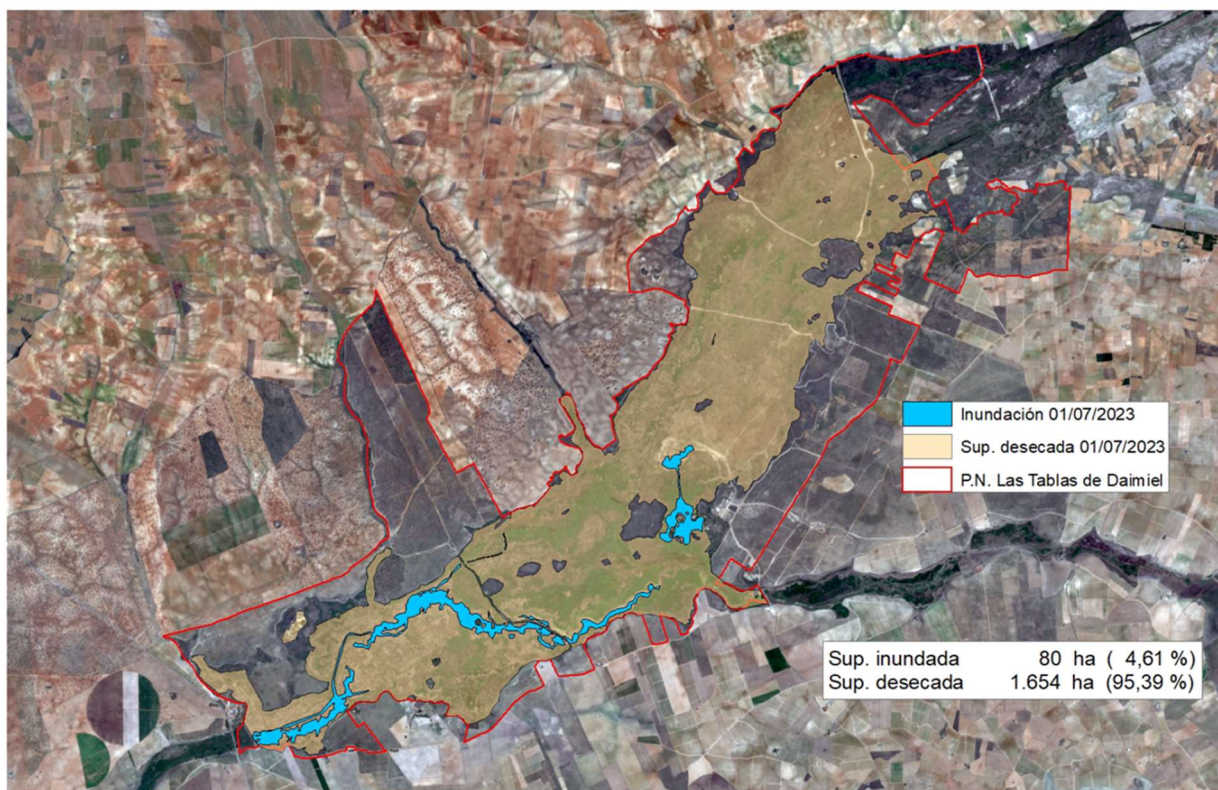 Inundación 01/07/2023
Sup. desecada 01/07/2023
P.N. Las Tablas de Daimiel
Sup. inundada 80 ha ( 4,61 %)
Sup. desecada 1.654 ha (95,39 %)